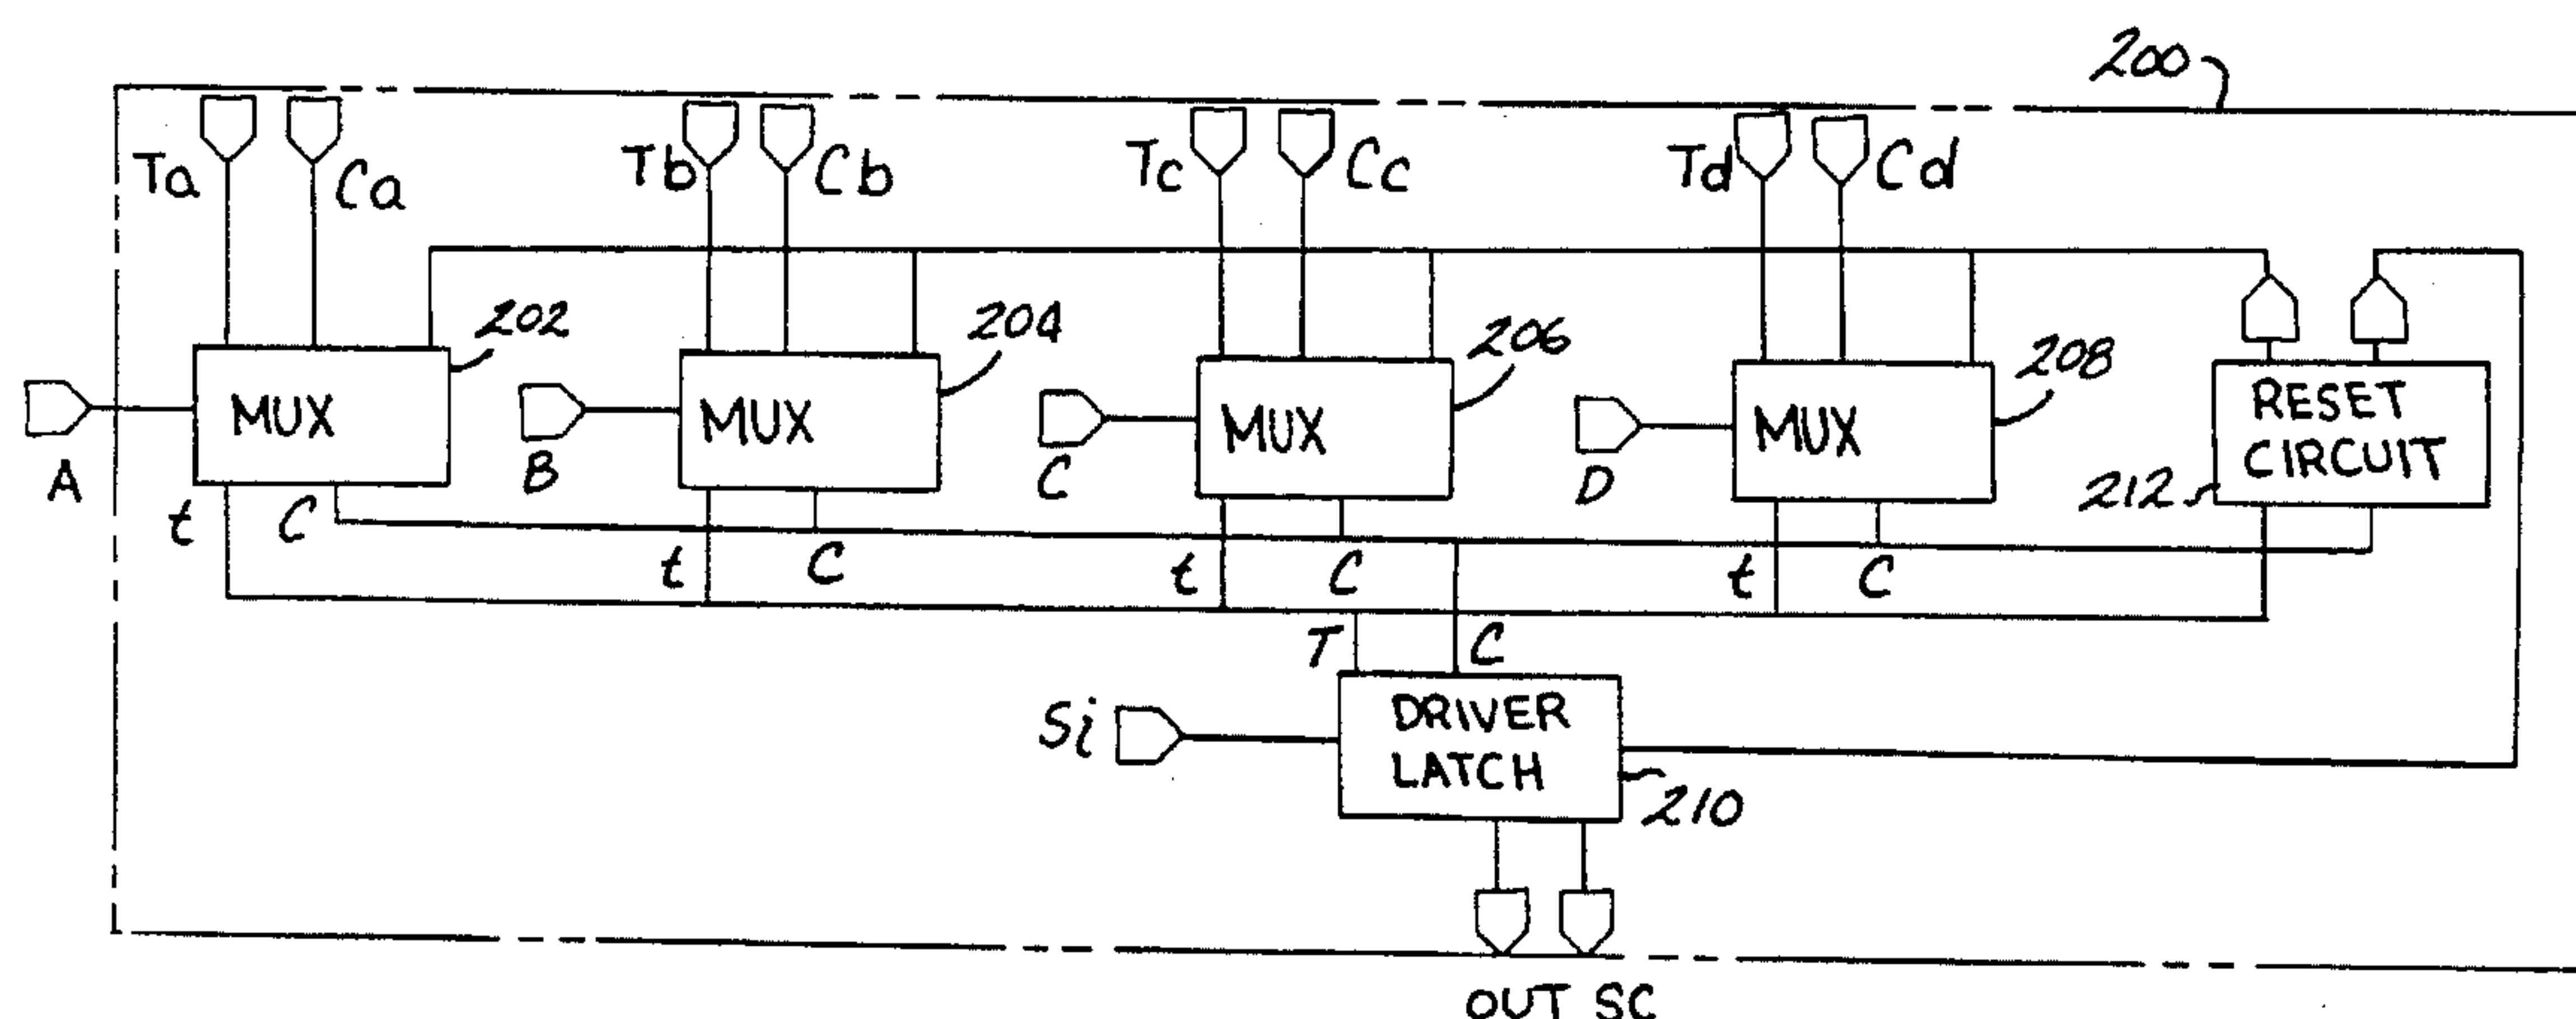 200
Ta Ca Tb Cb Tc Cc Td Cd
202 204 206 208
MUX MUX MUX MUX RESET
CIRCUIT
A B C D 212
t C t C t C t C
T C
Si DRIVER
LATCH
210
OUT SC